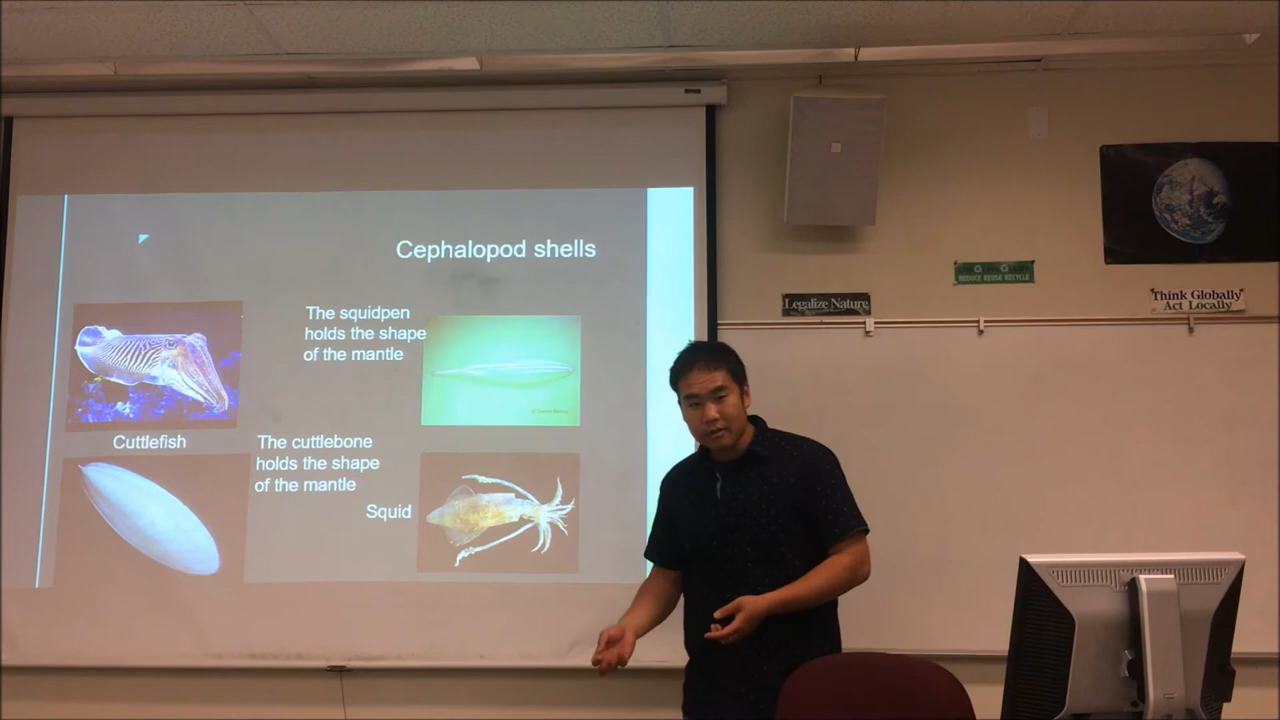 Cephalopod shells
The squidpen
holds the shape
of the mantle
Cuttlefish
The cuttlebone
holds the shape
of the mantle
Squid
Legalize Nature
REDUCE REUSE RECYCLE
Think Globally
Act Locally